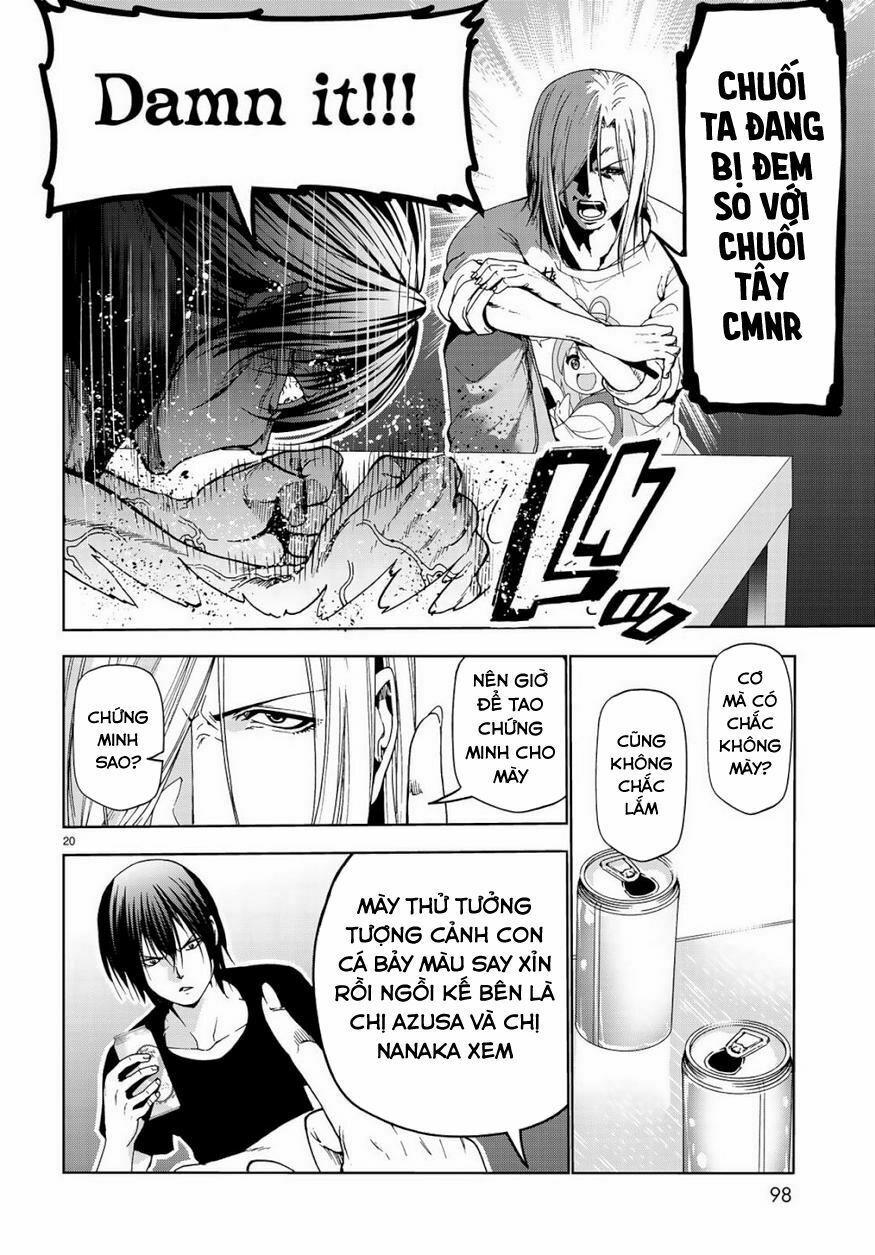 CHUỐI
TA ĐANG
BỊ ĐEM
SO VỚI
CHUỐI
TÂY
CMNR
Damn it!!!
CƠ
MÀ CÓ
CHẮC
KHÔNG
MÀY?
CŨNG
KHÔNG
CHẮC
LẮM
NÊN GIỜ
ĐỂ TAO
CHỨNG
MINH CHO
MÀY
CHỨNG
MINH
SAO?
20
MÀY THỬ TƯỞNG
TƯỢNG CẢNH CON
CÁ BẢY MÀU SAY XỈN
RỒI NGỒI KẾ BÊN LÀ
CHỊ AZUSA VÀ CHỊ
NANAKA XEM
98